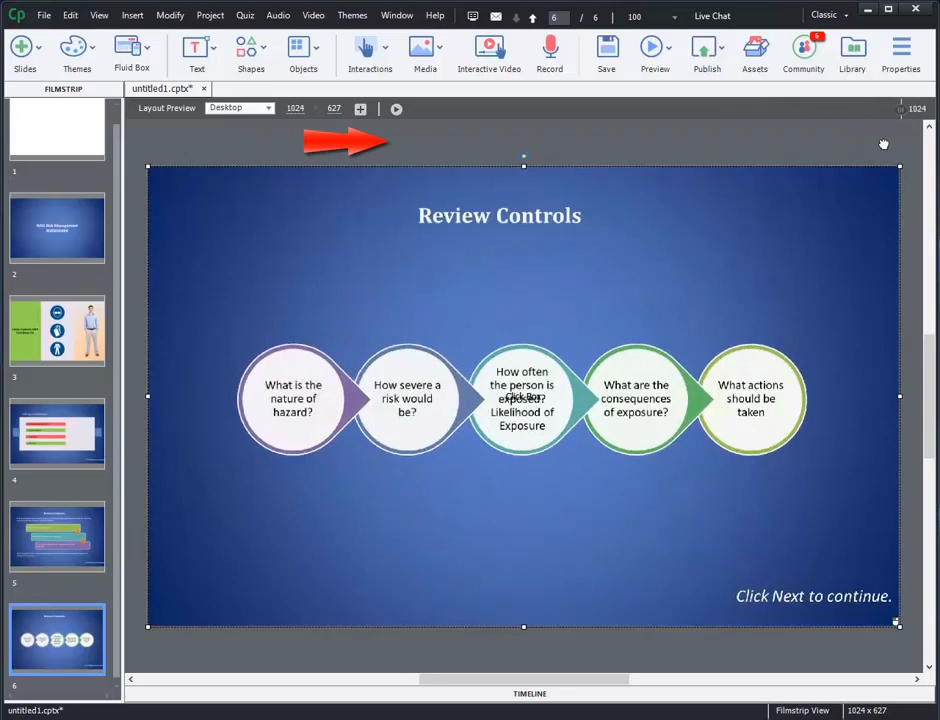 Cp File Edit View Insert Modify Project Quiz Audio Video Themes Window Help 6 / 6 100 Live Chat Classic
Slides Themes Fluid Box Text Shapes Objects Interactions Media Interactive Video Record Save Preview Publish Assets Community 6 Library Properties
FILMSTRIP
untitled1.cptx* ×
Layout Preview Desktop 1024 × 627 1024
1
2
3
4
5
6
Review Controls
What is the
nature of
hazard?
How severe a
risk would
be?
How often
the person is
exposed?
Likelihood of
Exposure
Click Box
What are the
consequences
of exposure?
What actions
should be
taken
Click Next to continue.
TIMELINE
untitled1.cptx* Filmstrip View 1024 x 627